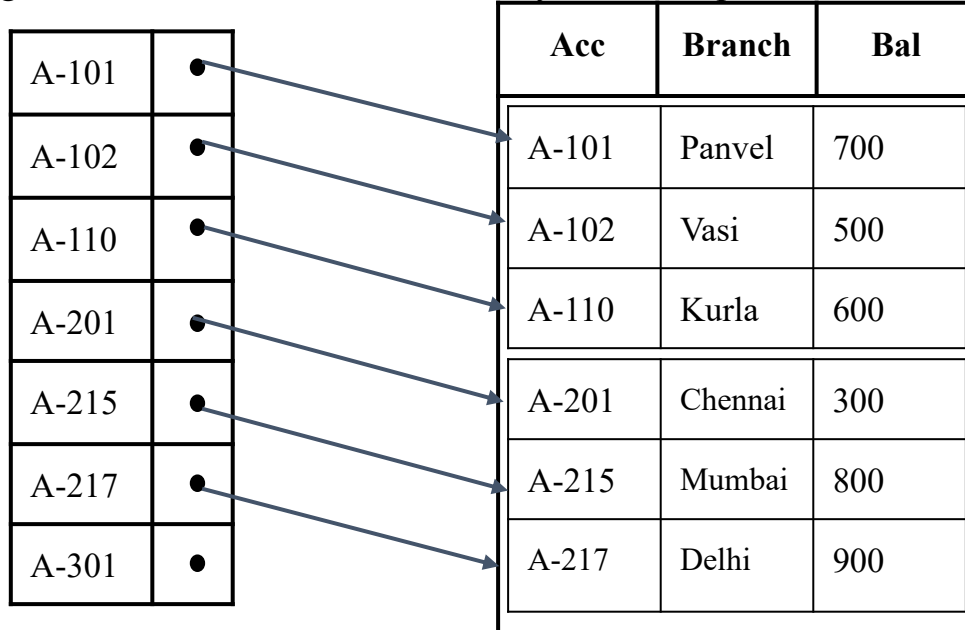 A-101
A-102
A-110
A-201
A-215
A-217
A-301
Acc Branch Bal
A-101 Panvel 700
A-102 Vasi 500
A-110 Kurla 600
A-201 Chennai 300
A-215 Mumbai 800
A-217 Delhi 900